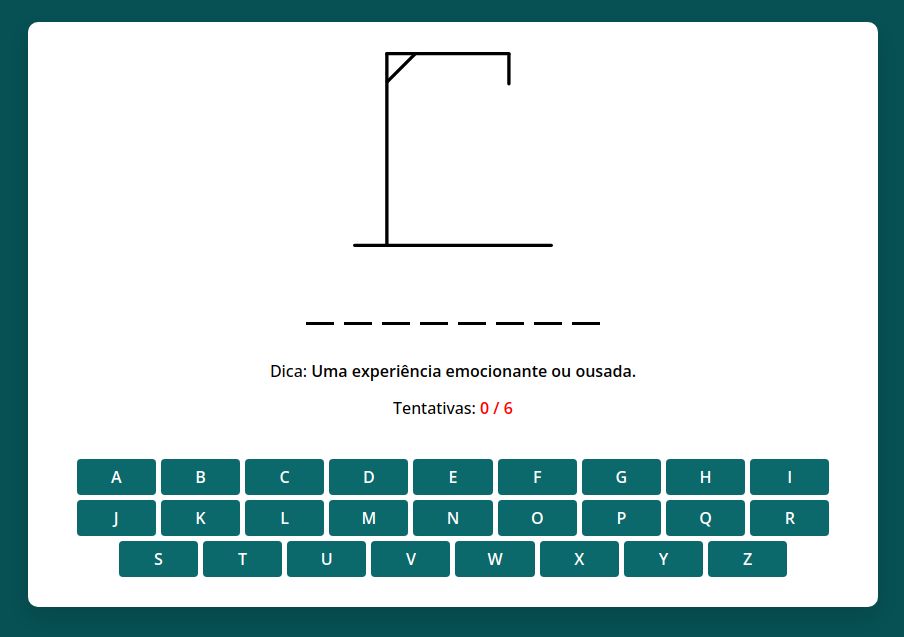 Dica: Uma experiência emocionante ou ousada.
Tentativas: 0 / 6
A B C D E F G H I
J K L M N O P Q R
S T U V W X Y Z